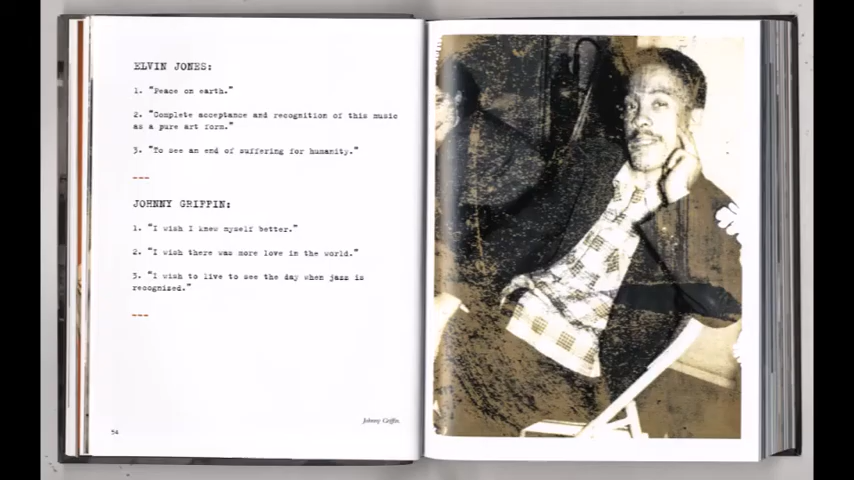 ELVIN JONES:
1. "Peace on earth."
2. "Complete acceptance and recognition of this music
as a pure art form."
3. "To see an end of suffering for humanity."
---
JOHNNY GRIFFIN:
1. "I wish I knew myself better."
2. "I wish there was more love in the world."
3. "I wish to live to see the day when jazz is
recognized."
---
Johnny Griffin.
54